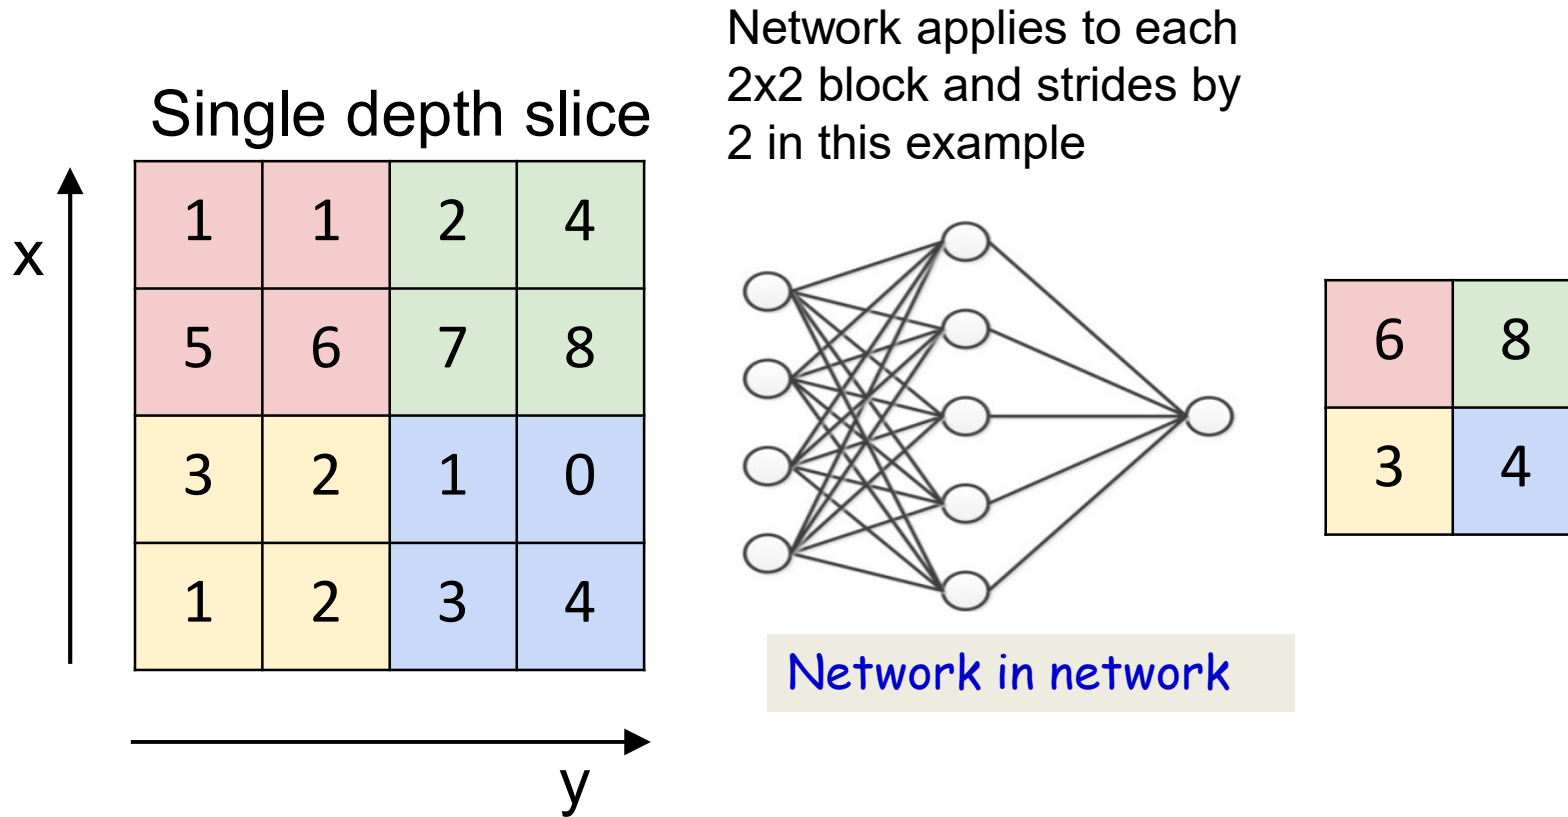 Network applies to each
2x2 block and strides by
2 in this example
Single depth slice
x
1 1 2 4
5 6 7 8
3 2 1 0
1 2 3 4
y
6 8
3 4
Network in network